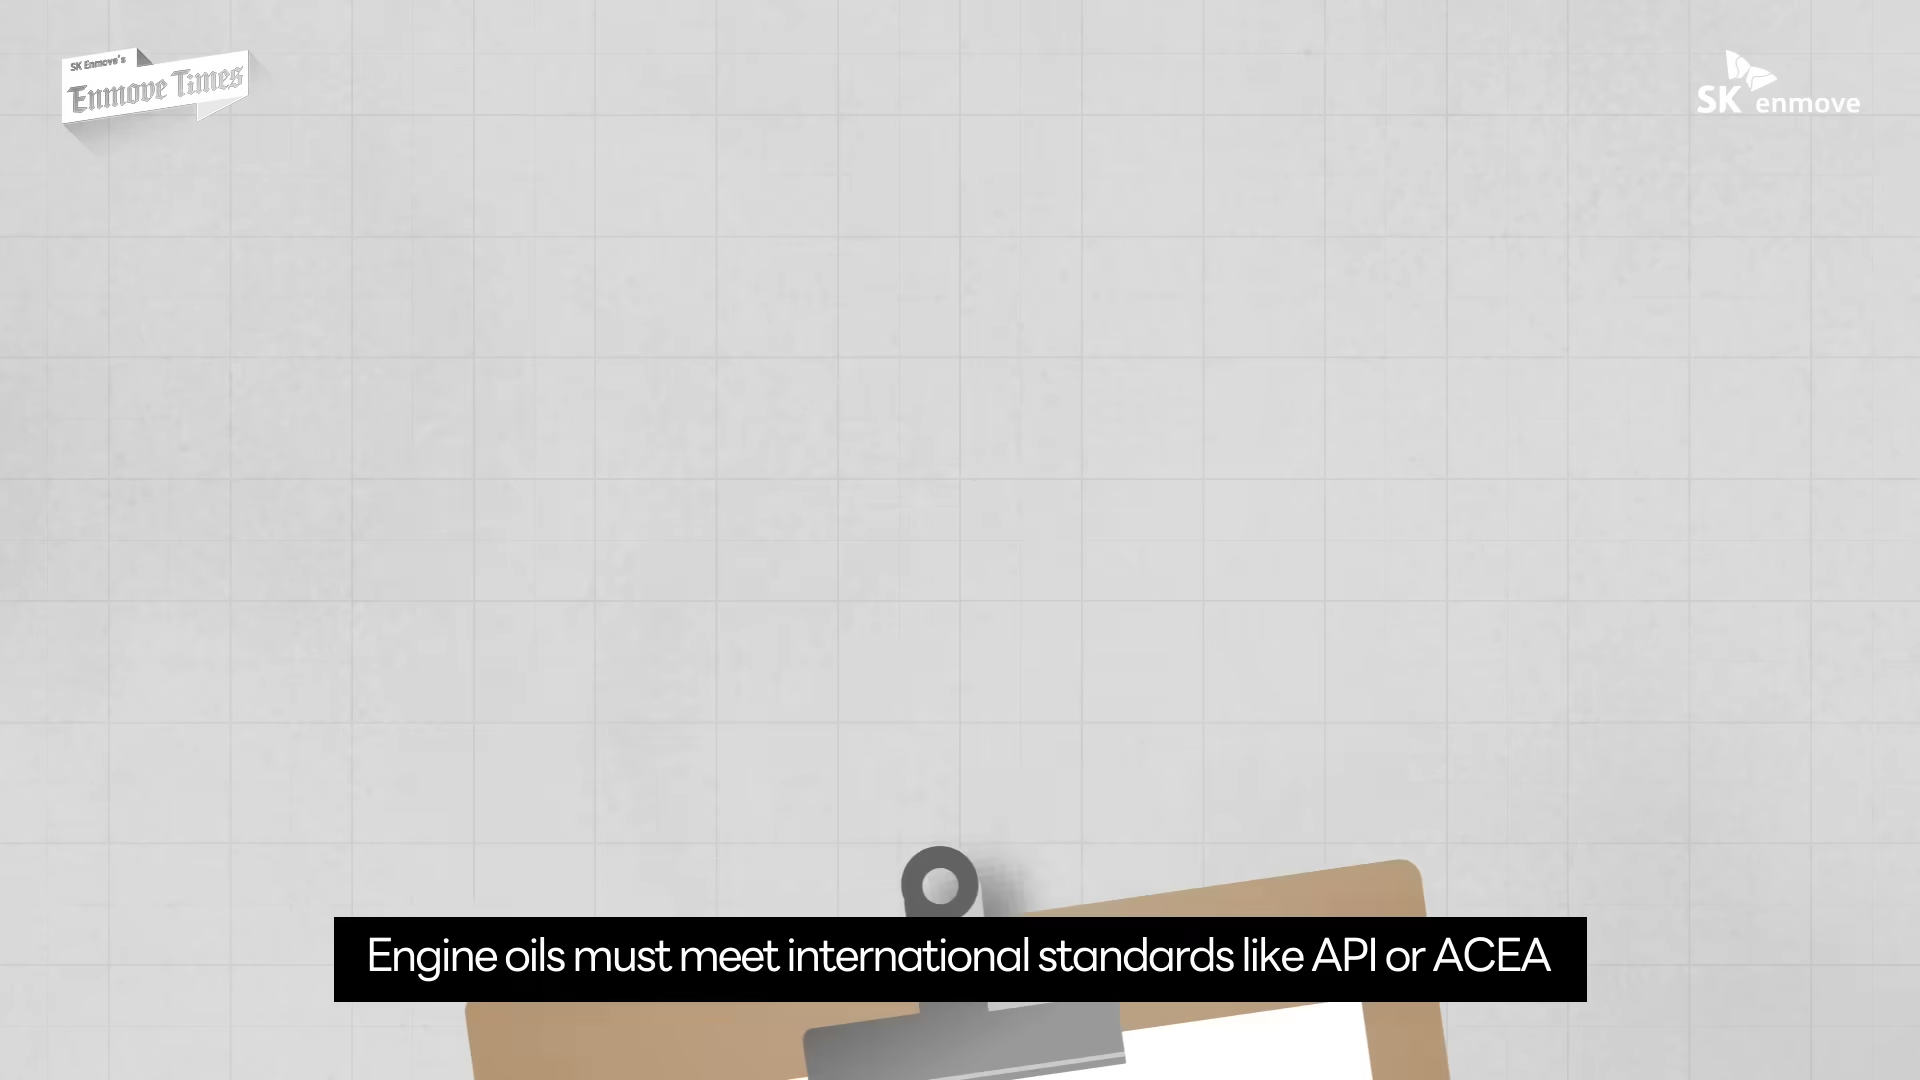 SK Enmove's
Enmove Times
SK enmove
Engine oils must meet international standards like API or ACEA